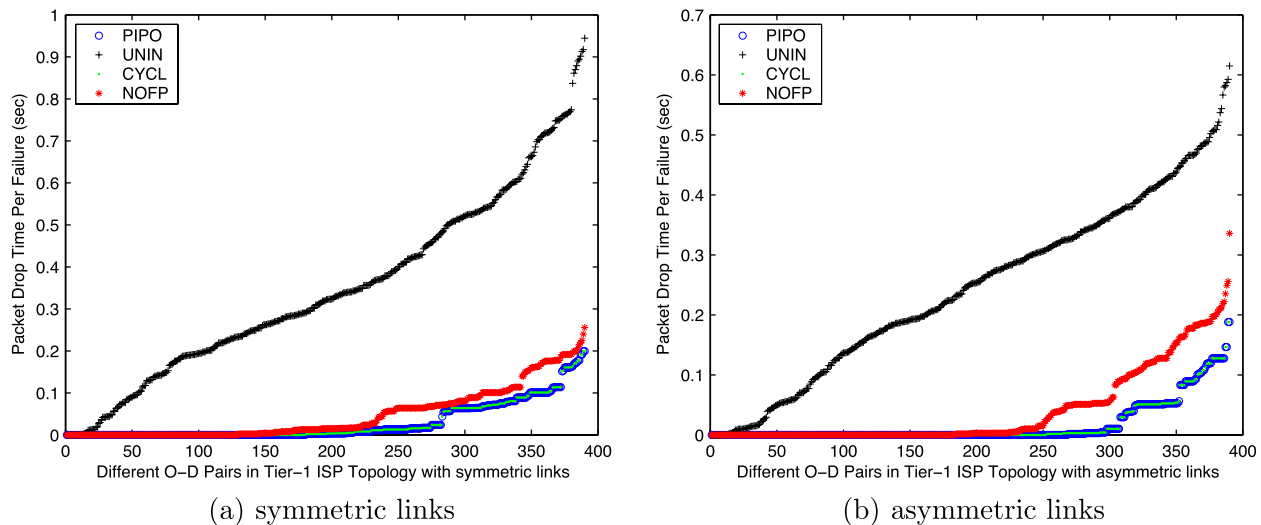 1
0.9
0.8
0.7
0.6
0.5
0.4
0.3
0.2
0.1
0
Packet Drop Time Per Failure (sec)
PIPO
UNIN
CYCL
NOFP
0 50 100 150 200 250 300 350 400
Different O−D Pairs in Tier−1 ISP Topology with symmetric links
(a) symmetric links
0.7
0.6
0.5
0.4
0.3
0.2
0.1
0
Packet Drop Time Per Failure (sec)
PIPO
UNIN
CYCL
NOFP
0 50 100 150 200 250 300 350 400
Different O−D Pairs in Tier−1 ISP Topology with asymmetric links
(b) asymmetric links